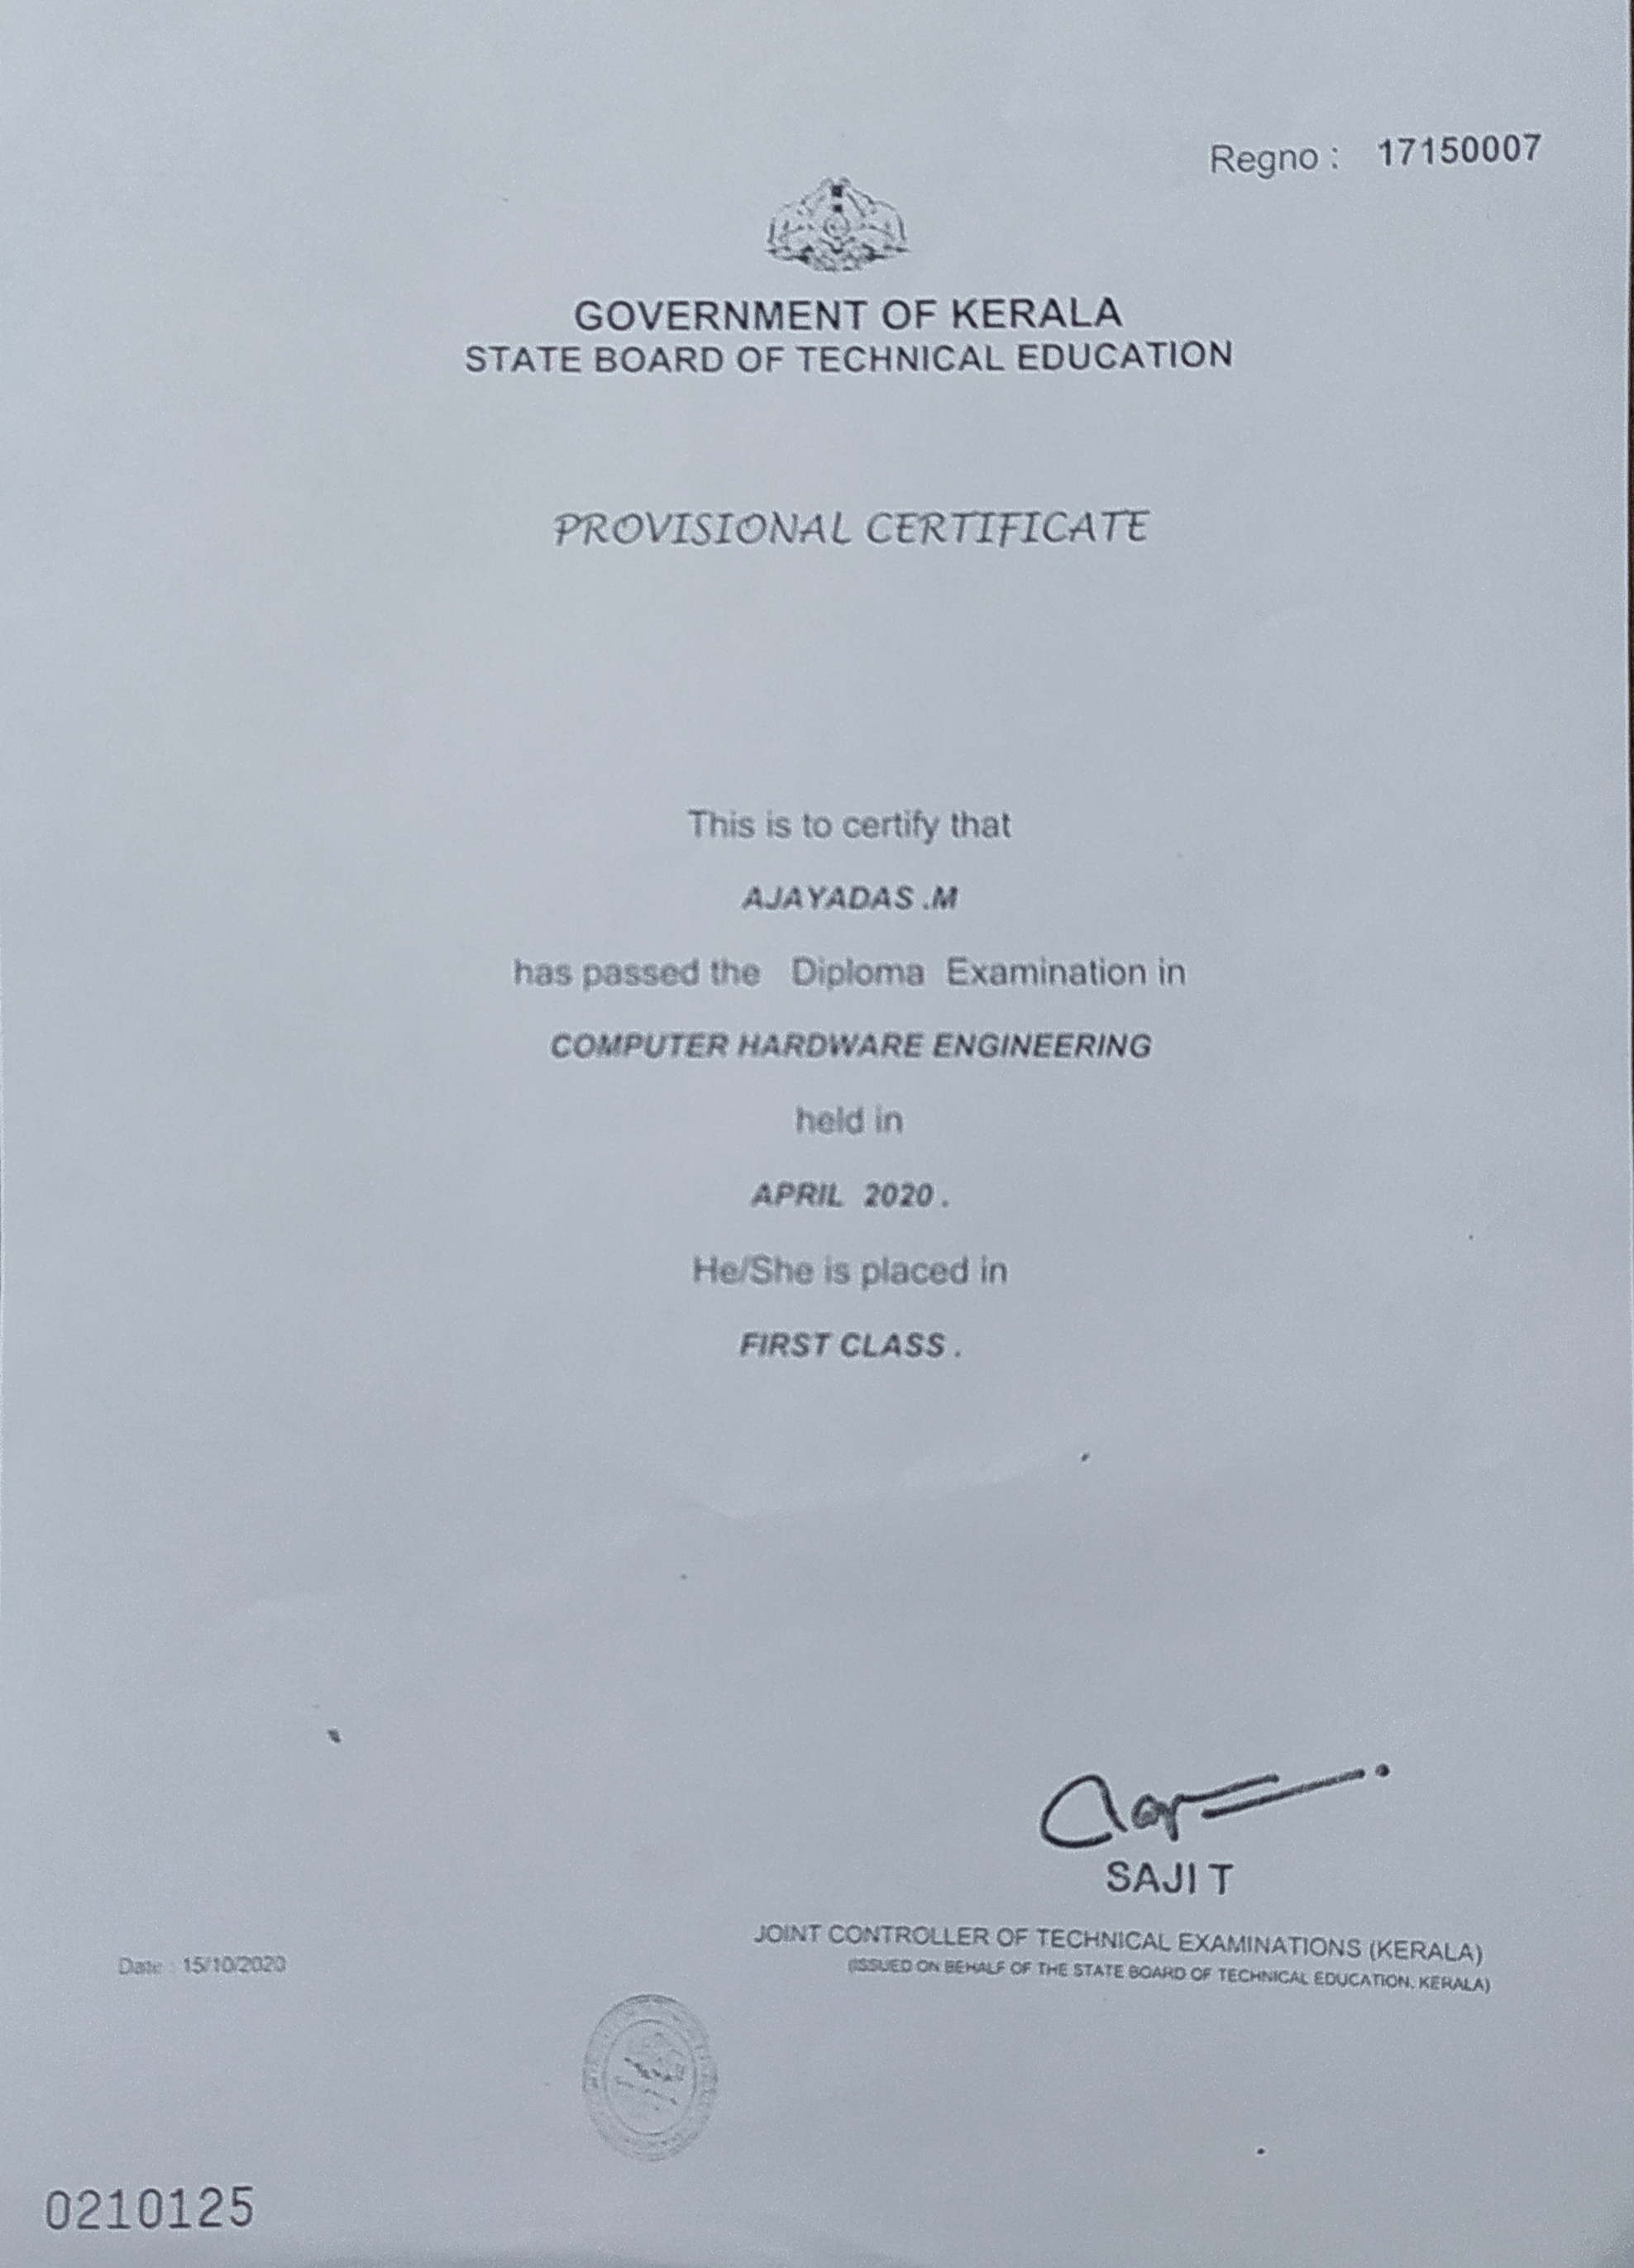 Regno : 17150007
GOVERNMENT OF KERALA
STATE BOARD OF TECHNICAL EDUCATION
PROVISIONAL CERTIFICATE
This is to certify that
AJAYADAS .M
has passed the Diploma Examination in
COMPUTER HARDWARE ENGINEERING
held in
APRIL 2020 .
He/She is placed in
FIRST CLASS .
SAJI T
JOINT CONTROLLER OF TECHNICAL EXAMINATIONS (KERALA)
(ISSUED ON BEHALF OF THE STATE BOARD OF TECHNICAL EDUCATION, KERALA)
Date : 15/10/2020
0210125